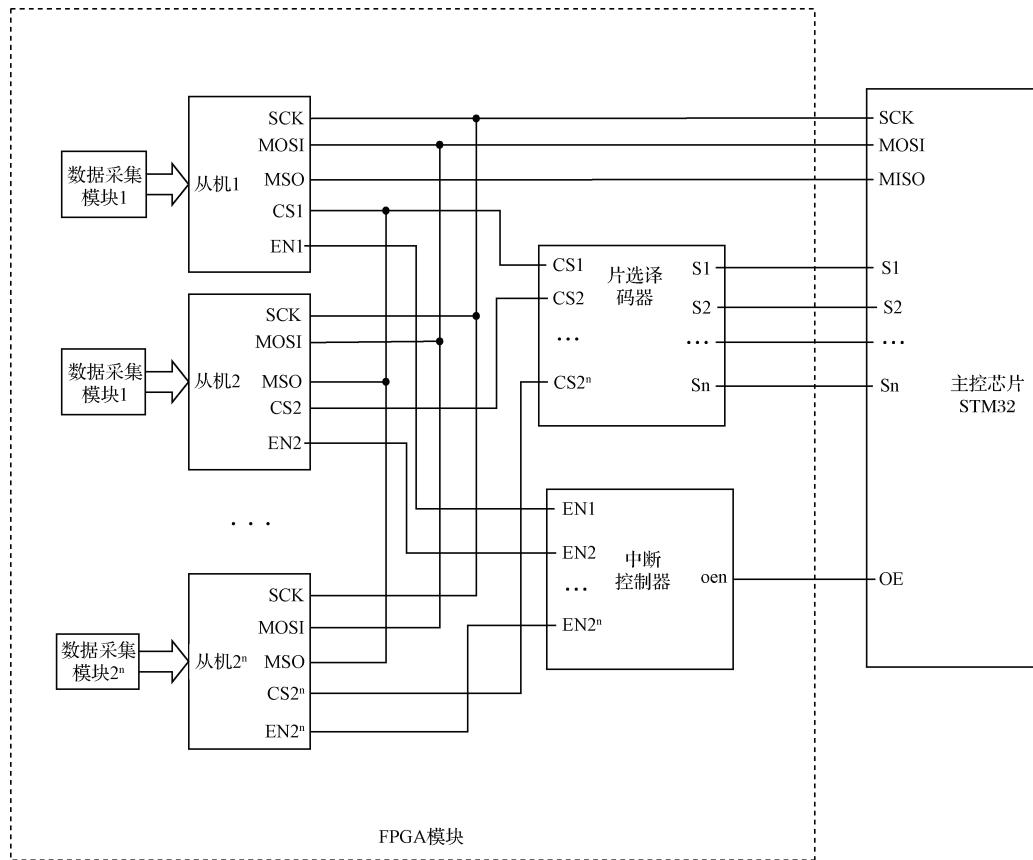 SCK
MOSI
MSO
CS1
EN1
从机1
数据采集
模块1
SCK
MOSI
MSO
CS2
EN2
从机2
数据采集
模块1
...
SCK
MOSI
MSO
CS2ⁿ
EN2ⁿ
从机2ⁿ
数据采集
模块2ⁿ
CS1
CS2
...
CS2ⁿ
片选译
码器
S1
S2
...
Sn
EN1
EN2
...
EN2ⁿ
中断
控制器
oen
SCK
MOSI
MISO
S1
S2
...
Sn
OE
主控芯片
STM32
FPGA模块